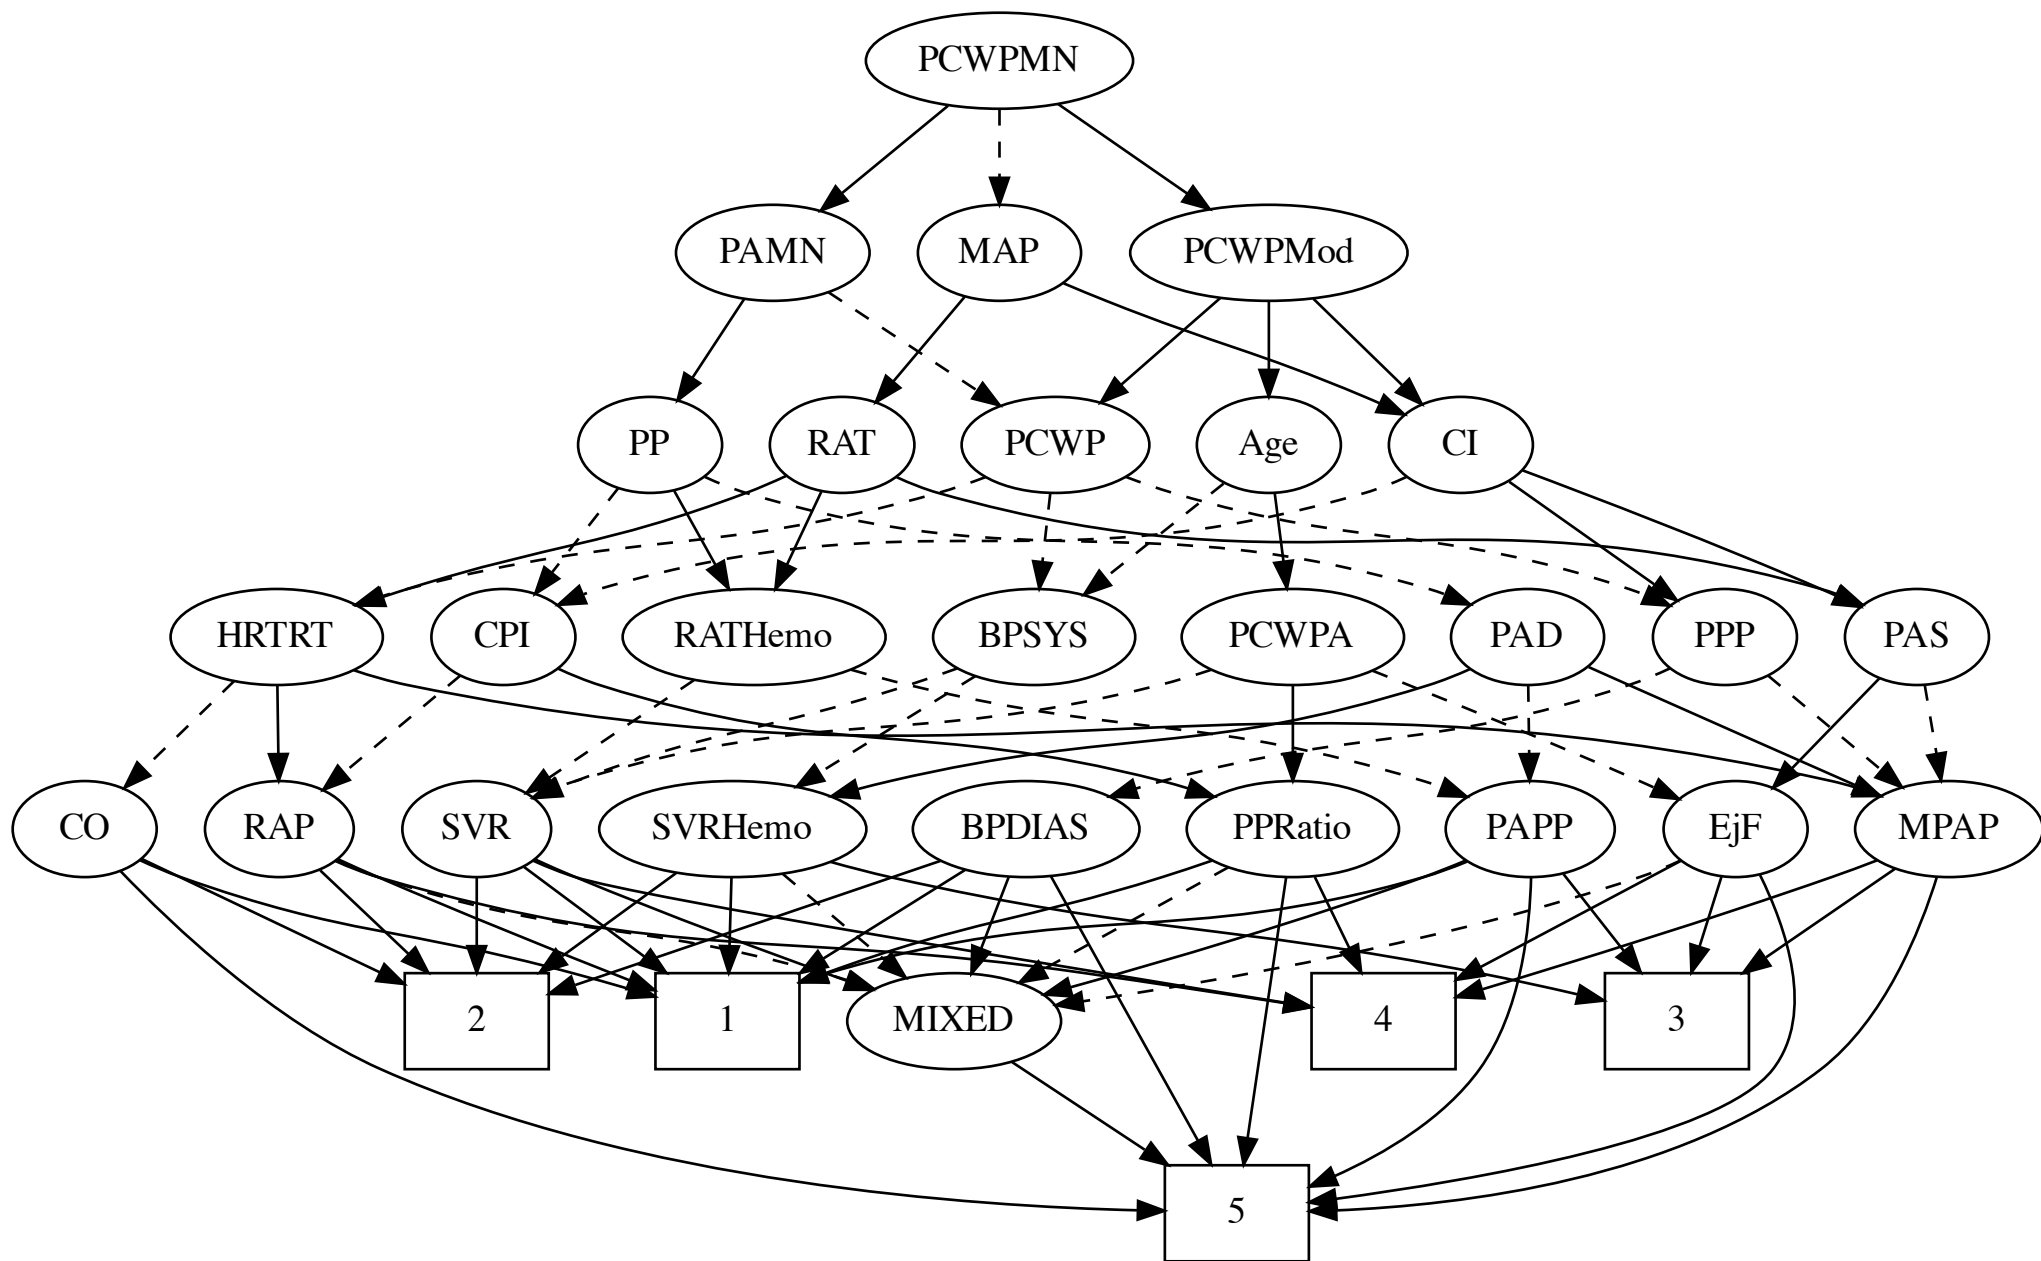 PCWPMN
PAMN
MAP
PCWPMod
PP
RAT
PCWP
Age
CI
HRTRT
CPI
RATHemo
BPSYS
PCWPA
PAD
PPP
PAS
CO
RAP
SVR
SVRHemo
BPDIAS
PPRatio
PAPP
EjF
MPAP
2
1
MIXED
4
3
5